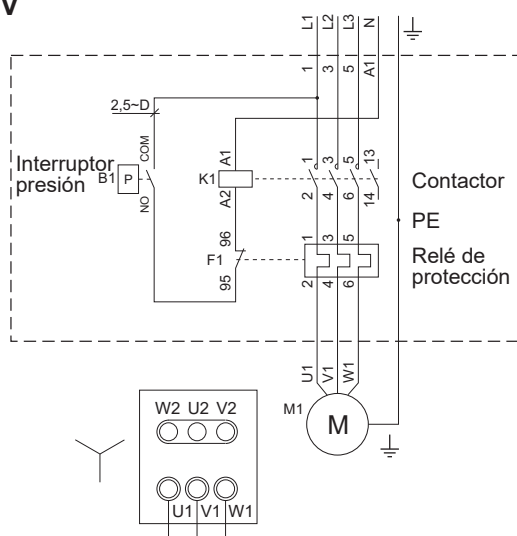 V
L1 L2 L3 N
1 3 5 A1
2,5~D
COM
Interruptor
presión
B1 P
NO
A1
K1
A2
1 3 5 13
2 4 6 14
Contactor
PE
96
F1
95
1 3 5
2 4 6
Relé de
protección
U1 V1 W1
M1
M
W2 U2 V2
U1 V1 W1